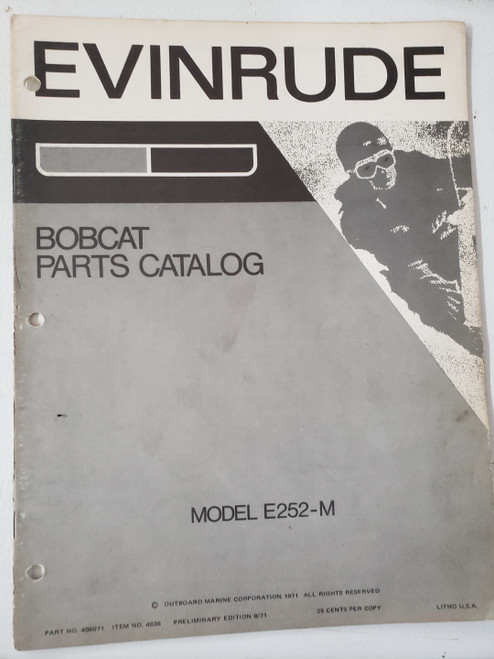 EVINRUDE
BOBCAT
PARTS CATALOG
MODEL E252-M
© OUTBOARD MARINE CORPORATION 1971 ALL RIGHTS RESERVED
PART NO. 406071 ITEM NO. 4936 PRELIMINARY EDITION 8/71 25 CENTS PER COPY LITHO U.S.A.